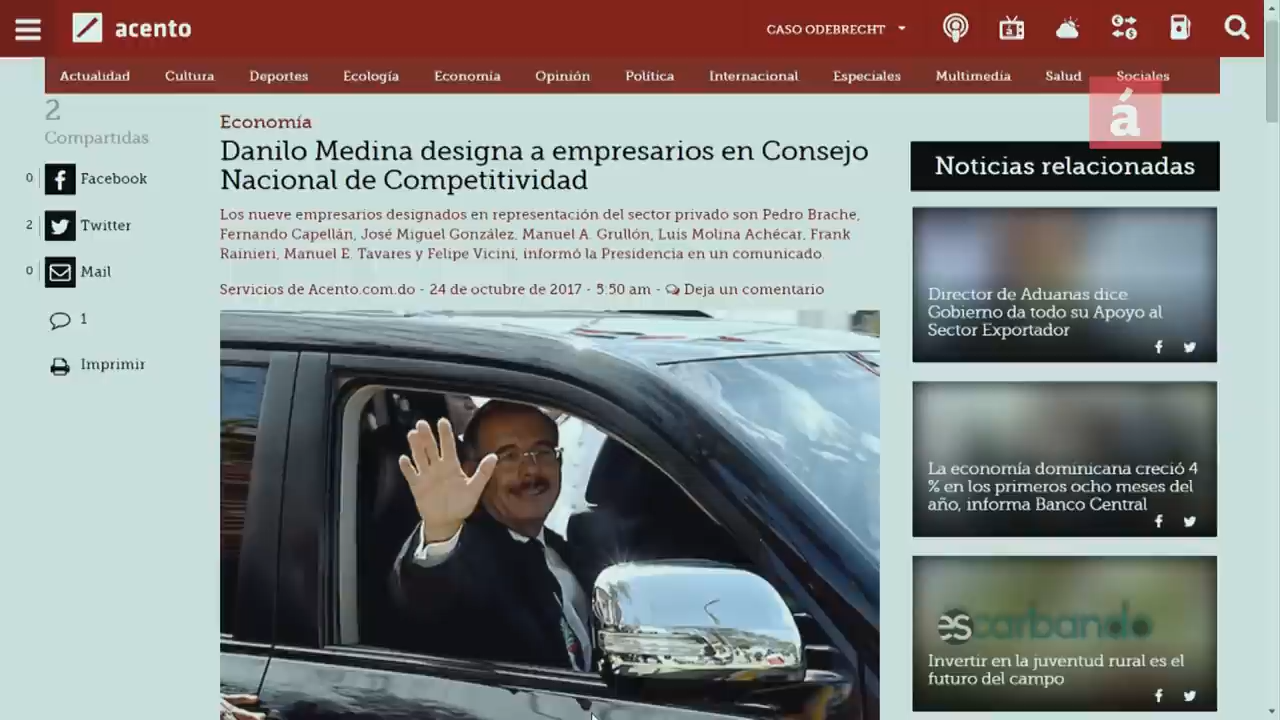 acento
CASO ODEBRECHT
Actualidad Cultura Deportes Ecología Economía Opinión Política Internacional Especiales Multimedia Salud Sociales
á
2
Compartidas
0 Facebook
2 Twitter
0 Mail
1
Imprimir
Economía
Danilo Medina designa a empresarios en Consejo
Nacional de Competitividad
Los nueve empresarios designados en representación del sector privado son Pedro Brache,
Fernando Capellán, José Miguel González, Manuel A. Grullón, Luis Molina Achécar, Frank
Rainieri, Manuel E. Tavares y Felipe Vicini, informó la Presidencia en un comunicado.
Servicios de Acento.com.do - 24 de octubre de 2017 - 5:50 am - Deja un comentario
Noticias relacionadas
Director de Aduanas dice
Gobierno da todo su Apoyo al
Sector Exportador
La economía dominicana creció 4
% en los primeros ocho meses del
año, informa Banco Central
escarbando
Invertir en la juventud rural es el
futuro del campo